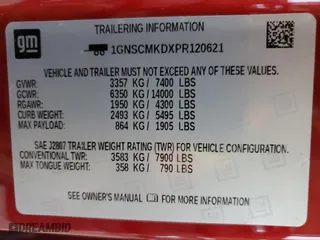 TRAILERING INFORMATION
gm
1GNSCMKDXPR120621
VEHICLE AND TRAILER MUST NOT EXCEED ANY OF THESE VALUES.
GVWR: 3357 KG/ 7400 LBS
GCWR: 6350 KG/ 14000 LBS
RGAWR: 1950 KG/ 4300 LBS
CURB WEIGHT: 2493 KG/ 5495 LBS
MAX PAYLOAD: 864 KG/ 1905 LBS
SAE J2807 TRAILER WEIGHT RATING (TWR) FOR VEHICLE CONFIGURATION.
CONVENTIONAL TWR: 3583 KG/ 7900 LBS
MAX TONGUE WEIGHT: 358 KG/ 790 LBS
SEE OWNER'S MANUAL FOR MORE INFORMATION
©DREAMBID